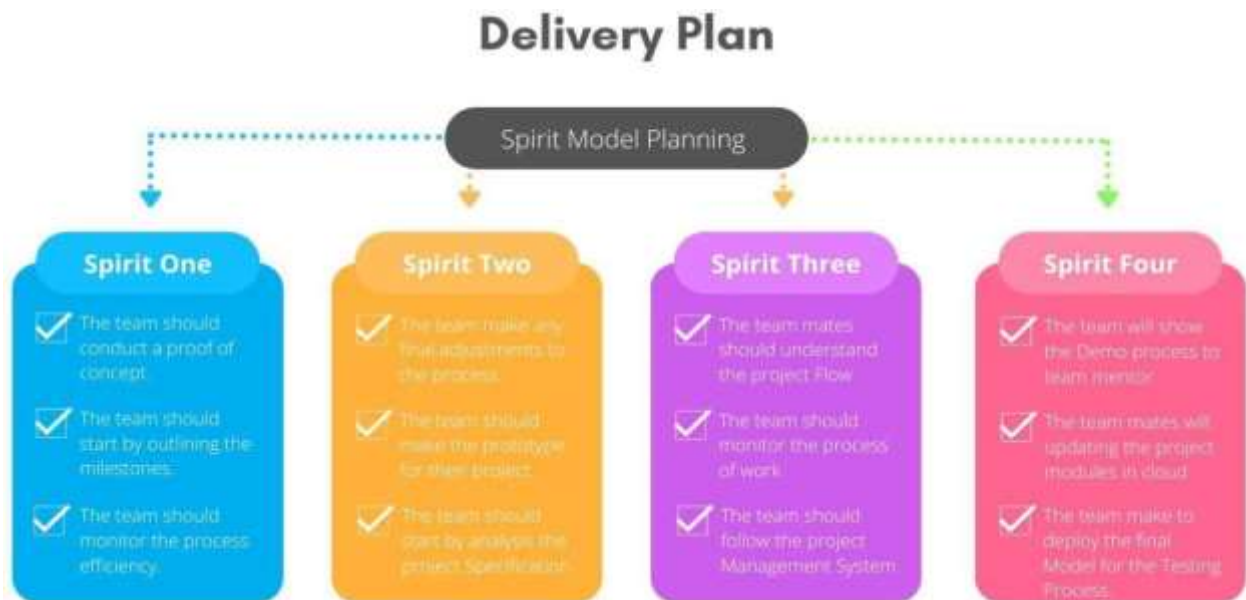 Delivery Plan
Spirit Model Planning
Spirit One
The team should
conduct a proof of
concept
The team should
start by outlining the
milestones.
The team should
monitor the process
efficiency.
Spirit Two
The team make any
final adjustments to
the process.
The team should
make the prototype
for their project
The team should
start by analysis the
project Specification
Spirit Three
The team mates
should understand
the project Flow
The team should
monitor the process
of work
The team should
follow the project
Management System
Spirit Four
The team will show
the Demo process to
team mentor
The team mates will
updating the project
modules in cloud
The team make to
deploy the final
Model for the Testing
Process